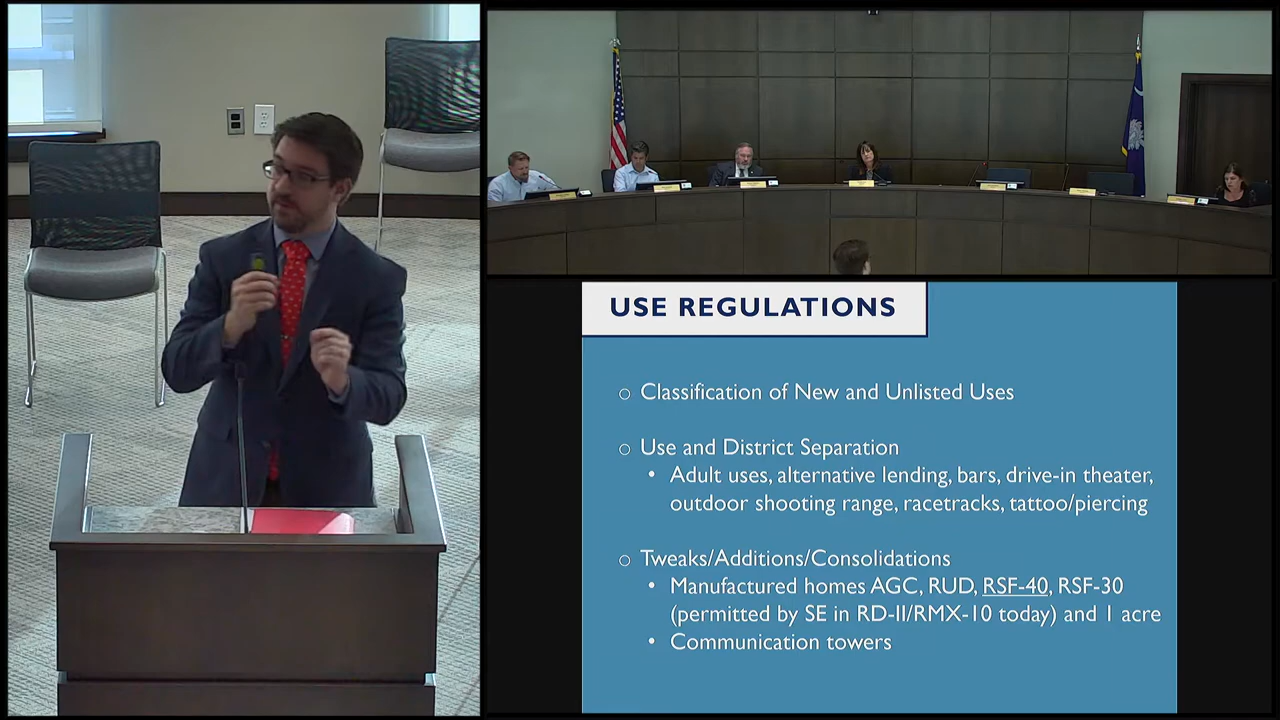 USE REGULATIONS
o Classification of New and Unlisted Uses
o Use and District Separation
• Adult uses, alternative lending, bars, drive-in theater,
outdoor shooting range, racetracks, tattoo/piercing
o Tweaks/Additions/Consolidations
• Manufactured homes AGC, RUD, RSF-40, RSF-30
(permitted by SE in RD-II/RMX-10 today) and 1 acre
• Communication towers